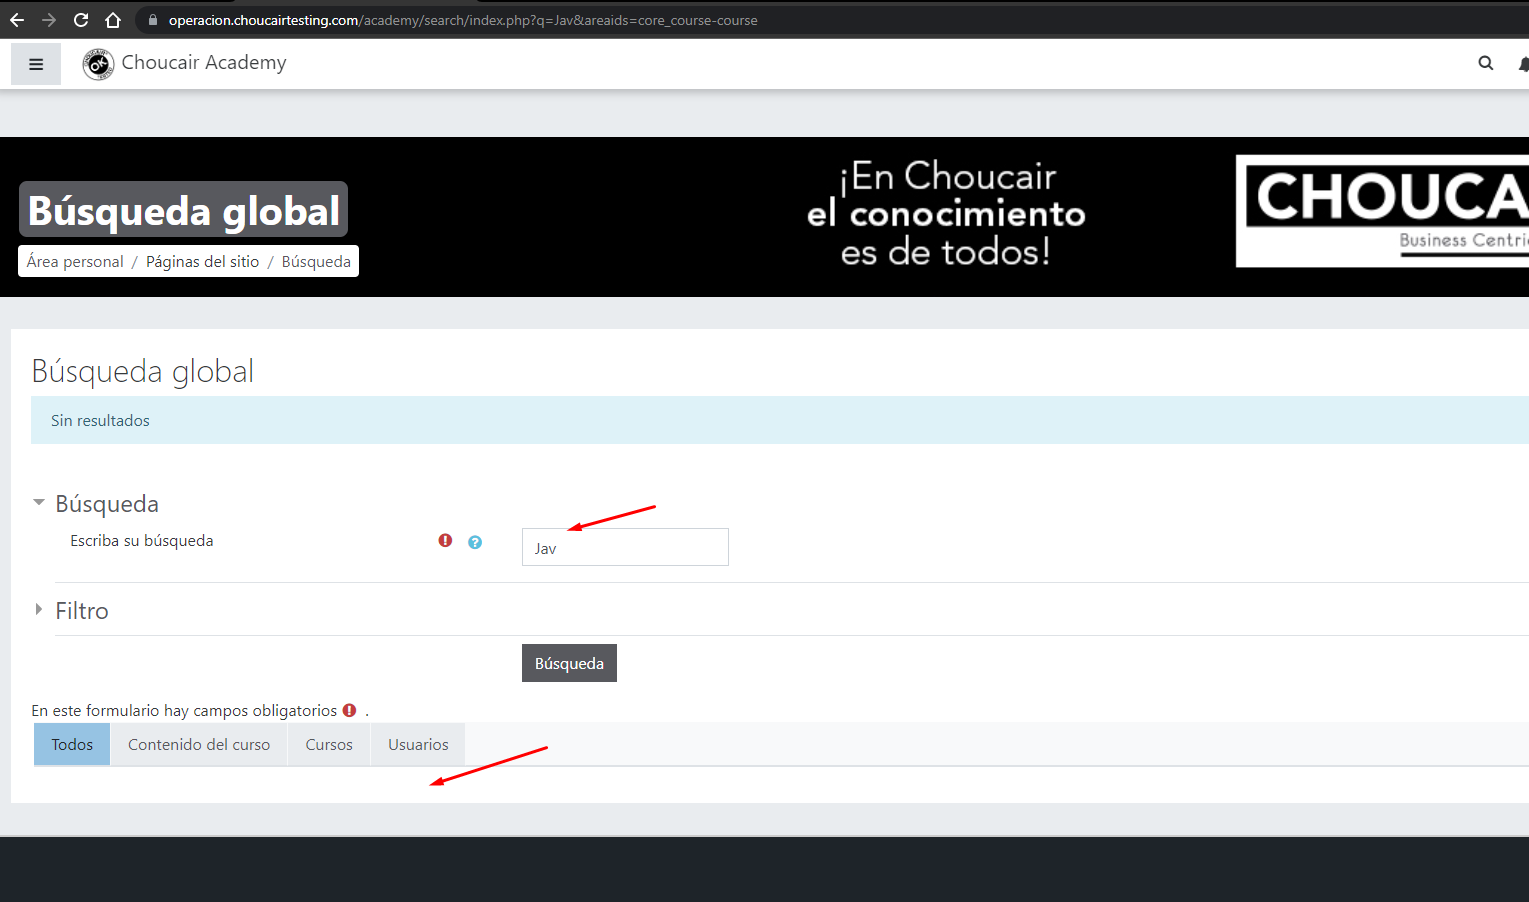 operacion.choucairtesting.com/academy/search/index.php?q=Jav&areaids=core_course-course
Choucair Academy
¡En Choucair
el conocimiento
es de todos!
CHOUCA
Business Centri
Búsqueda global
Área personal / Páginas del sitio / Búsqueda
Búsqueda global
Sin resultados
Búsqueda
Escriba su búsqueda
Jav
Filtro
Búsqueda
En este formulario hay campos obligatorios .
Todos Contenido del curso Cursos Usuarios